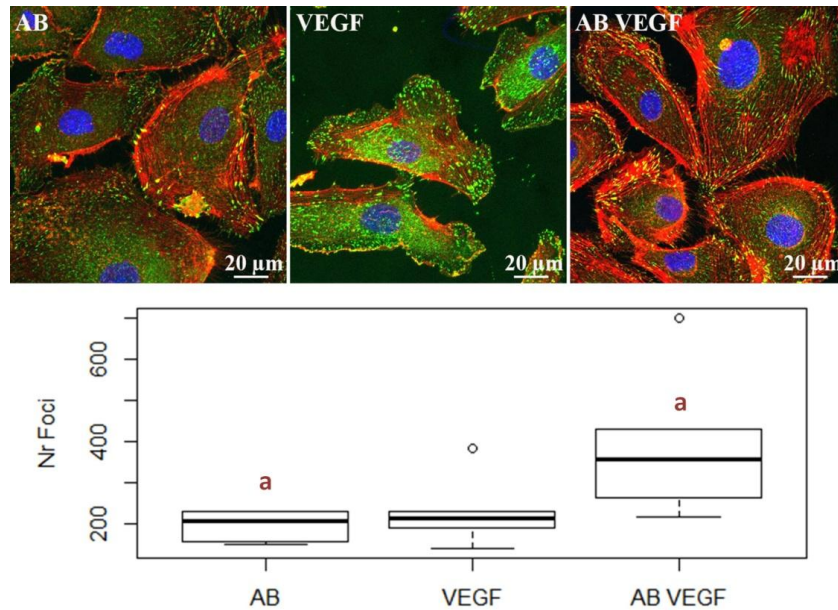 AB VEGF AB VEGF
20 µm 20 µm 20 µm
a
a
Nr Foci
600
400
200
AB VEGF AB VEGF